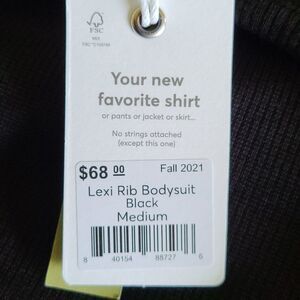 FSC
MIX
Your new
favorite shirt
or pants or jacket or skirt...
No strings attached
(except this one)
$68 00
Fall 2021
Lexi Rib Bodysuit
Black
Medium
8 40154 88727 6